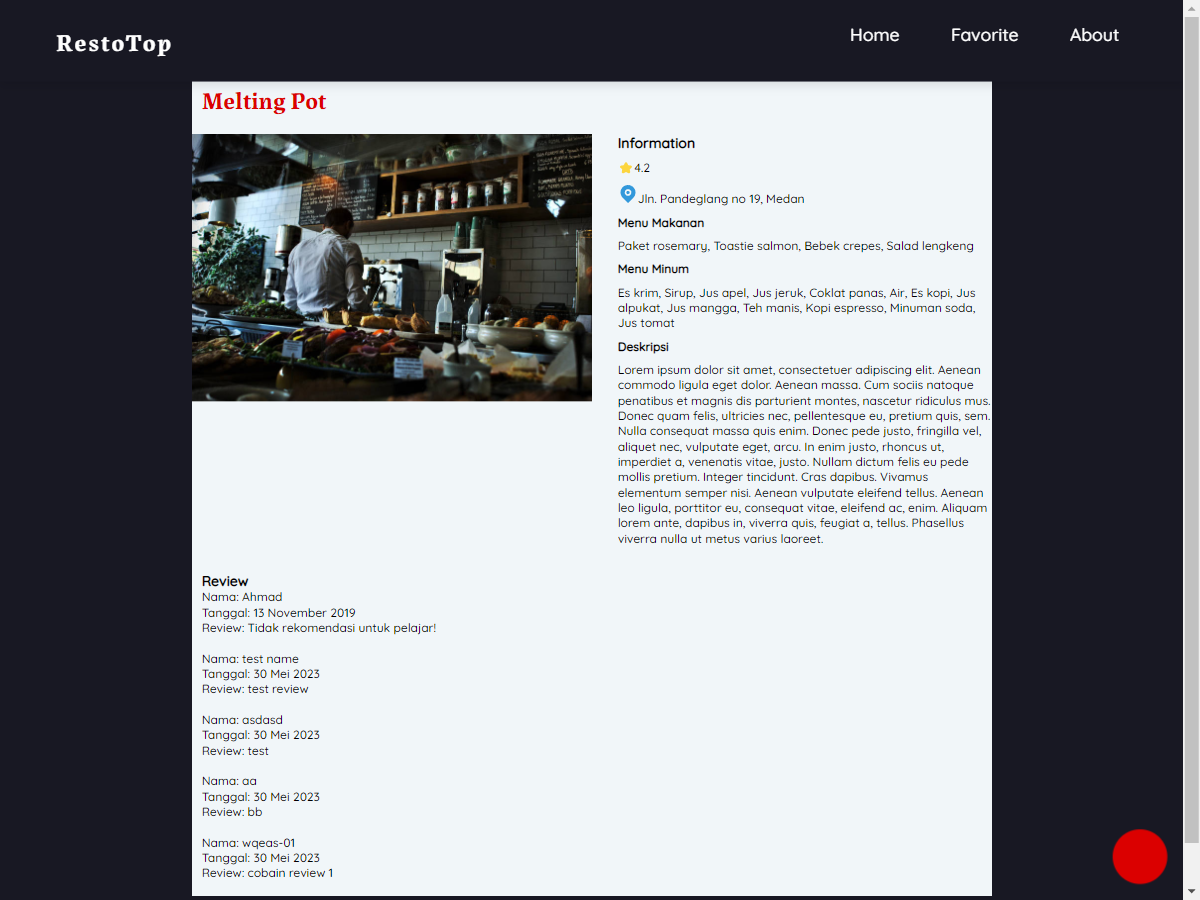 RestoTop
Home
Favorite
About
Melting Pot
Information
4.2
Jln. Pandeglang no 19, Medan
Menu Makanan
Paket rosemary, Toastie salmon, Bebek crepes, Salad lengkeng
Menu Minum
Es krim, Sirup, Jus apel, Jus jeruk, Coklat panas, Air, Es kopi, Jus
alpukat, Jus mangga, Teh manis, Kopi espresso, Minuman soda,
Jus tomat
Deskripsi
Lorem ipsum dolor sit amet, consectetuer adipiscing elit. Aenean
commodo ligula eget dolor. Aenean massa. Cum sociis natoque
penatibus et magnis dis parturient montes, nascetur ridiculus mus.
Donec quam felis, ultricies nec, pellentesque eu, pretium quis, sem.
Nulla consequat massa quis enim. Donec pede justo, fringilla vel,
aliquet nec, vulputate eget, arcu. In enim justo, rhoncus ut,
imperdiet a, venenatis vitae, justo. Nullam dictum felis eu pede
mollis pretium. Integer tincidunt. Cras dapibus. Vivamus
elementum semper nisi. Aenean vulputate eleifend tellus. Aenean
leo ligula, porttitor eu, consequat vitae, eleifend ac, enim. Aliquam
lorem ante, dapibus in, viverra quis, feugiat a, tellus. Phasellus
viverra nulla ut metus varius laoreet.
Review
Nama: Ahmad
Tanggal: 13 November 2019
Review: Tidak rekomendasi untuk pelajar!
Nama: test name
Tanggal: 30 Mei 2023
Review: test review
Nama: asdasd
Tanggal: 30 Mei 2023
Review: test
Nama: aa
Tanggal: 30 Mei 2023
Review: bb
Nama: wqeas-01
Tanggal: 30 Mei 2023
Review: cobain review 1